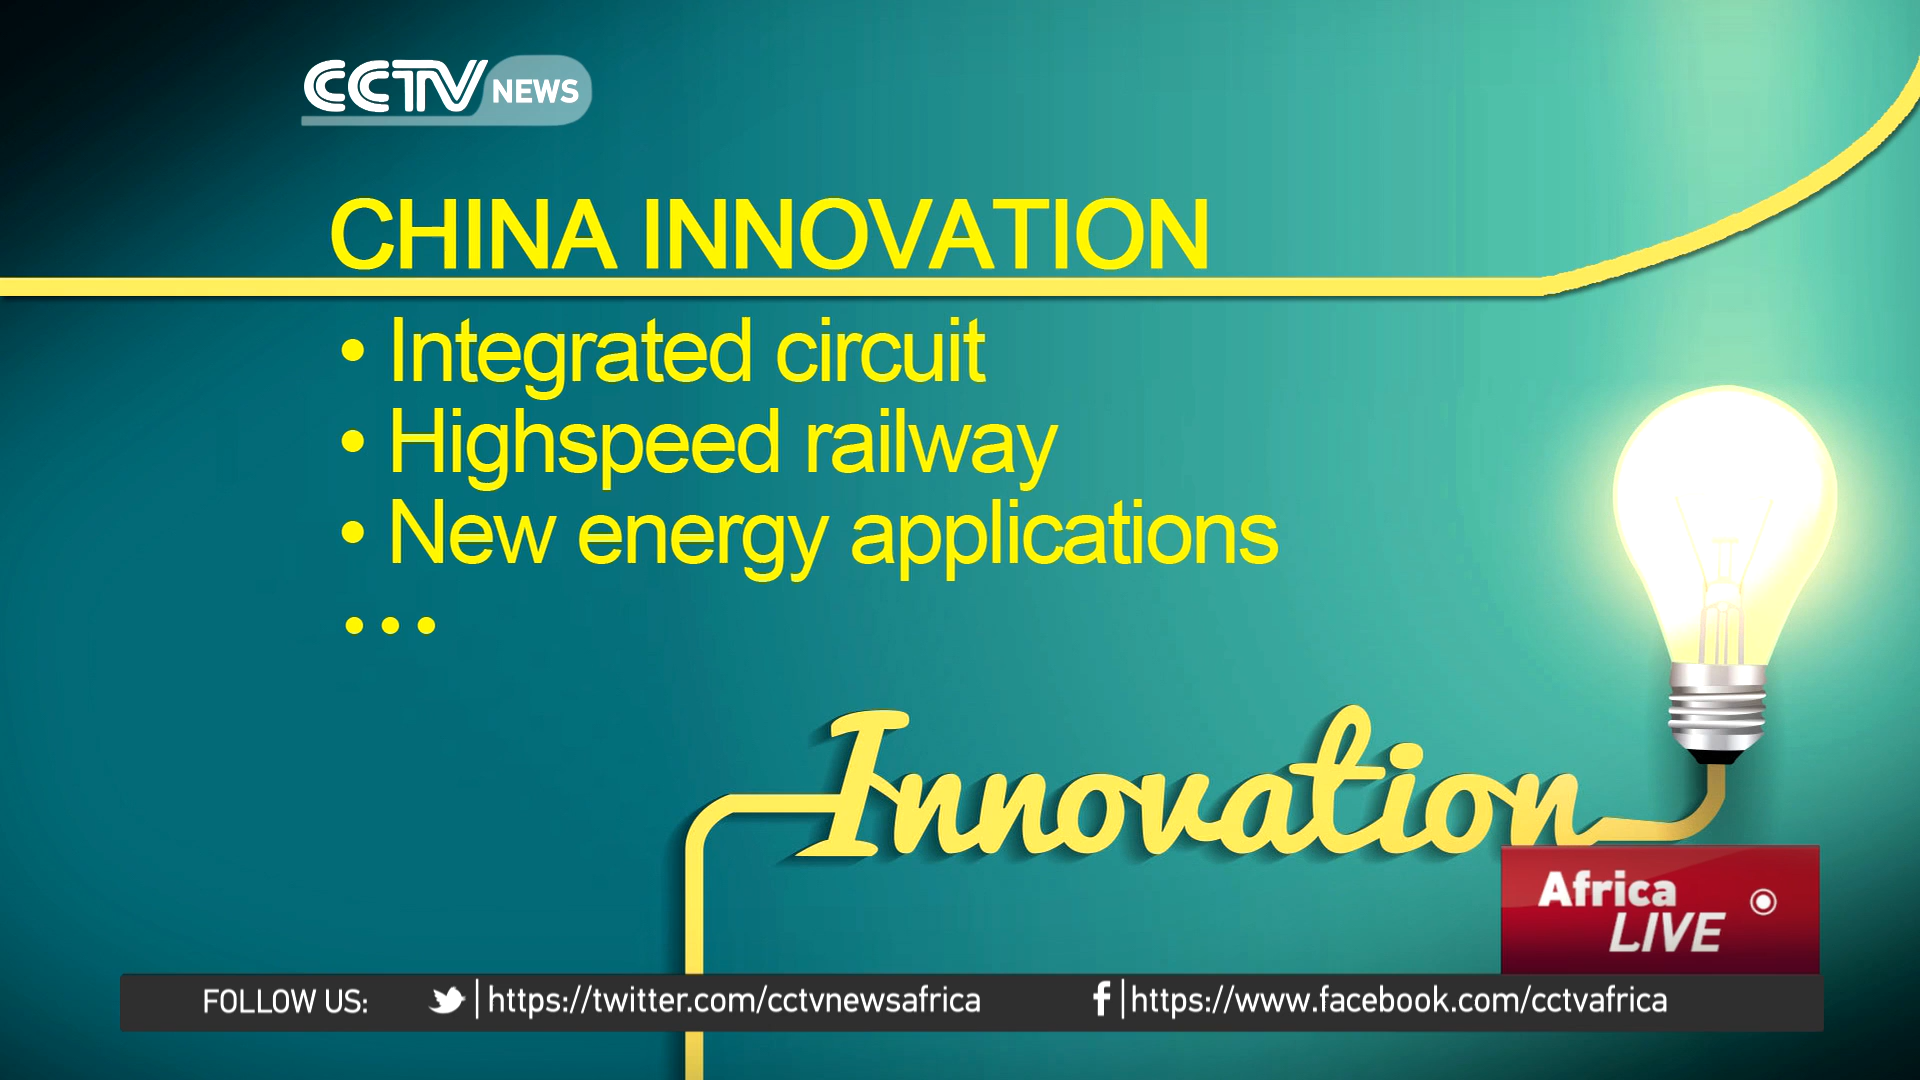 CCTV NEWS
CHINA INNOVATION
• Integrated circuit
• Highspeed railway
• New energy applications
...
Innovation
Africa
LIVE
FOLLOW US: | https://twitter.com/cctvnewsafrica f | https://www.facebook.com/cctvafrica